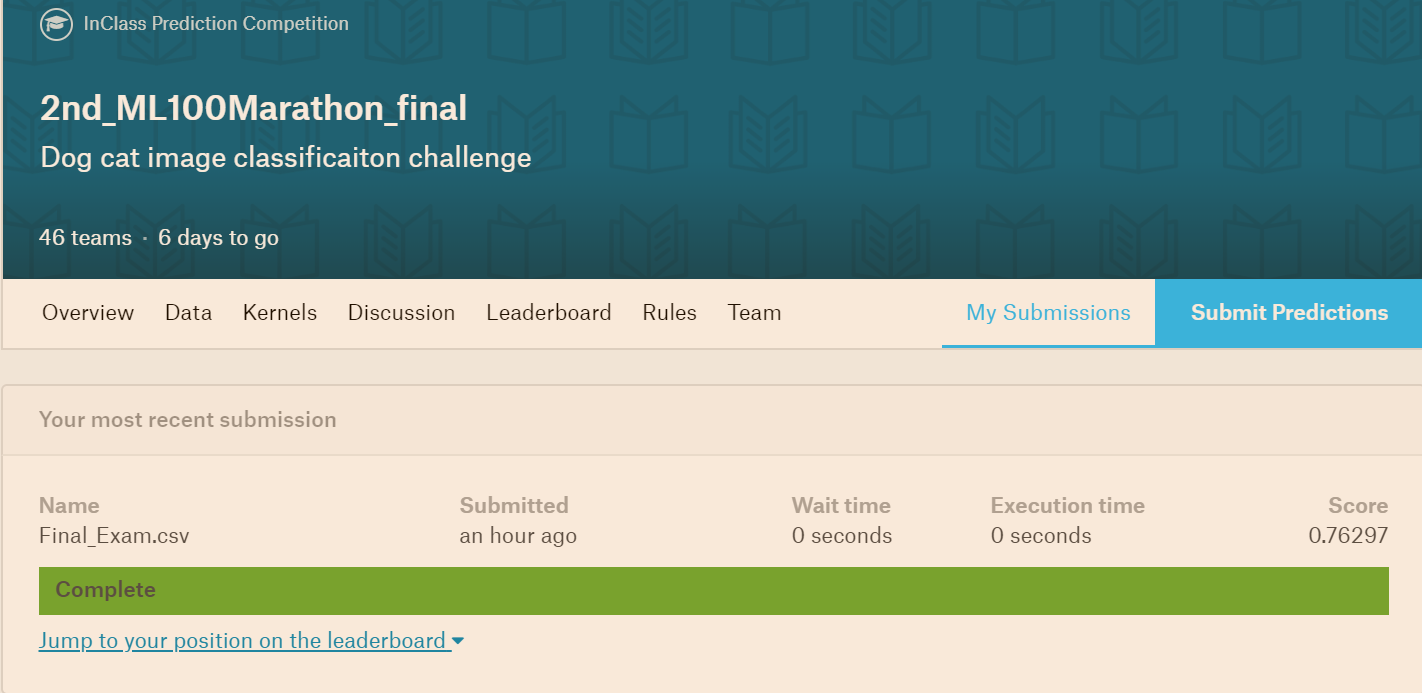 InClass Prediction Competition
2nd_ML100Marathon_final
Dog cat image classificaiton challenge
46 teams · 6 days to go
Overview Data Kernels Discussion Leaderboard Rules Team My Submissions Submit Predictions
Your most recent submission
Name Submitted Wait time Execution time Score
Final_Exam.csv an hour ago 0 seconds 0 seconds 0.76297
Complete
Jump to your position on the leaderboard